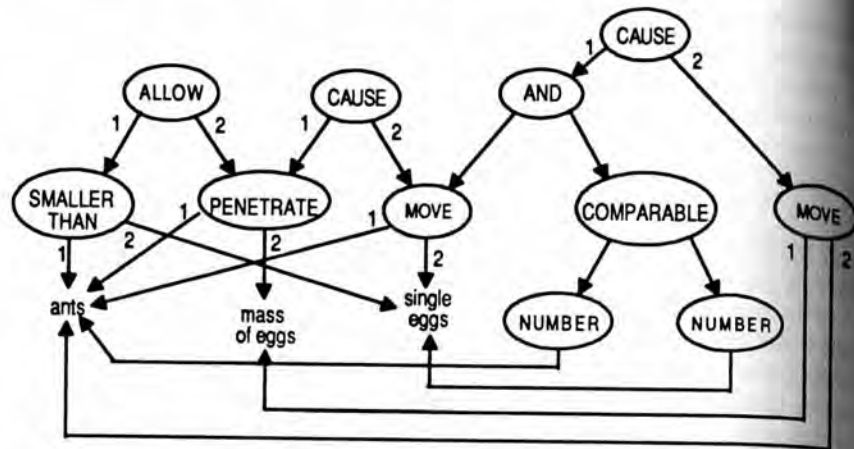 CAUSE
1
2
ALLOW
CAUSE
AND
1
2
1
2
SMALLER
THAN
PENETRATE
MOVE
COMPARABLE
MOVE
1
2
1
2
1
2
1
2
ants
mass
of eggs
single
eggs
NUMBER
NUMBER